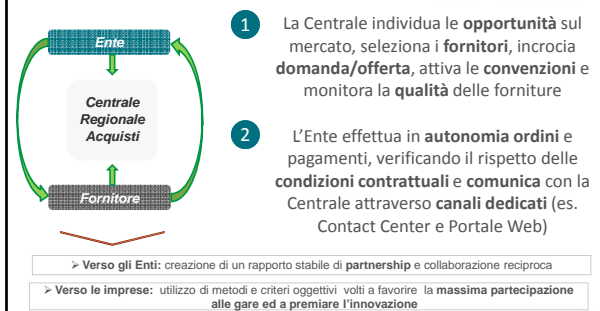 Ente
Centrale
Regionale
Acquisti
Fornitore
1
La Centrale individua le opportunità sul
mercato, seleziona i fornitori, incrocia
domanda/offerta, attiva le convenzioni e
monitora la qualità delle forniture
2
L'Ente effettua in autonomia ordini e
pagamenti, verificando il rispetto delle
condizioni contrattuali e comunica con la
Centrale attraverso canali dedicati (es.
Contact Center e Portale Web)
➢ Verso gli Enti: creazione di un rapporto stabile di partnership e collaborazione reciproca
➢ Verso le imprese: utilizzo di metodi e criteri oggettivi volti a favorire la massima partecipazione
alle gare ed a premiare l'innovazione